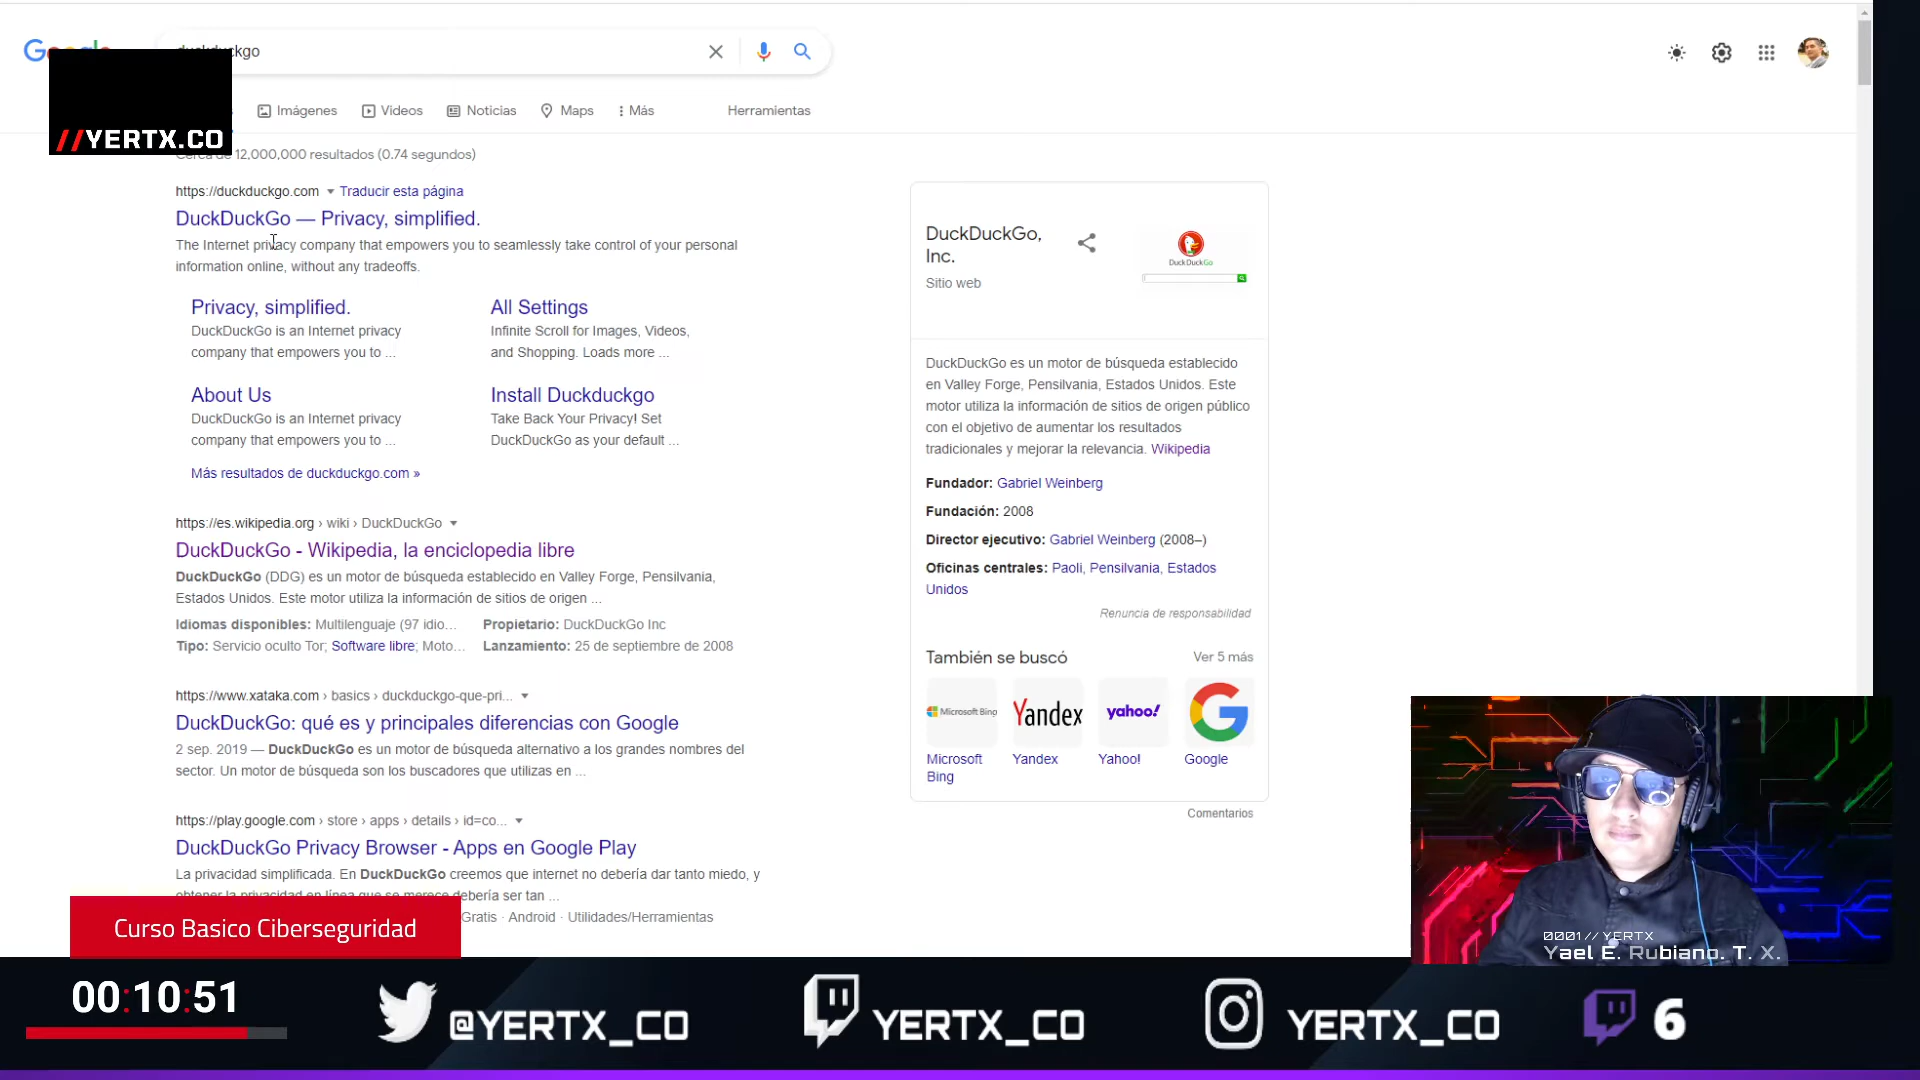 //YERTX.CO
Imágenes
Videos
Noticias
Maps
Más
Herramientas
Cerca de 12,000,000 resultados (0.74 segundos)
https://duckduckgo.com Traducir esta página
DuckDuckGo — Privacy, simplified.
The Internet privacy company that empowers you to seamlessly take control of your personal
information online, without any tradeoffs.
Privacy, simplified.
DuckDuckGo is an Internet privacy
company that empowers you to ...
All Settings
Infinite Scroll for Images, Videos,
and Shopping. Loads more ...
About Us
DuckDuckGo is an Internet privacy
company that empowers you to ...
Install Duckduckgo
Take Back Your Privacy! Set
DuckDuckGo as your default ...
Más resultados de duckduckgo.com »
https://es.wikipedia.org › wiki › DuckDuckGo
DuckDuckGo - Wikipedia, la enciclopedia libre
DuckDuckGo (DDG) es un motor de búsqueda establecido en Valley Forge, Pensilvania,
Estados Unidos. Este motor utiliza la información de sitios de origen ...
Idiomas disponibles: Multilenguaje (97 idio... Propietario: DuckDuckGo Inc
Tipo: Servicio oculto Tor; Software libre; Moto... Lanzamiento: 25 de septiembre de 2008
https://www.xataka.com › basics › duckduckgo-que-pri...
DuckDuckGo: qué es y principales diferencias con Google
2 sep. 2019 — DuckDuckGo es un motor de búsqueda alternativo a los grandes nombres del
sector. Un motor de búsqueda son los buscadores que utilizas en ...
https://play.google.com › store › apps › details › id=co...
DuckDuckGo Privacy Browser - Apps en Google Play
La privacidad simplificada. En DuckDuckGo creemos que internet no debería dar tanto miedo, y
obtener la privacidad en línea que se merece debería ser tan ...
Gratis · Android · Utilidades/Herramientas
DuckDuckGo,
Inc.
Sitio web
DuckDuckGo
DuckDuckGo es un motor de búsqueda establecido
en Valley Forge, Pensilvania, Estados Unidos. Este
motor utiliza la información de sitios de origen público
con el objetivo de aumentar los resultados
tradicionales y mejorar la relevancia. Wikipedia
Fundador: Gabriel Weinberg
Fundación: 2008
Director ejecutivo: Gabriel Weinberg (2008–)
Oficinas centrales: Paoli, Pensilvania, Estados
Unidos
Renuncia de responsabilidad
También se buscó
Ver 5 más
Microsoft Bing
Yandex
yahoo!
G
Microsoft
Bing
Yandex
Yahoo!
Google
Comentarios
Curso Basico Ciberseguridad
0001 // YERTX
Yael E. Rubiano. T. X.
00:10:51
@YERTX_CO
YERTX_CO
YERTX_CO
6